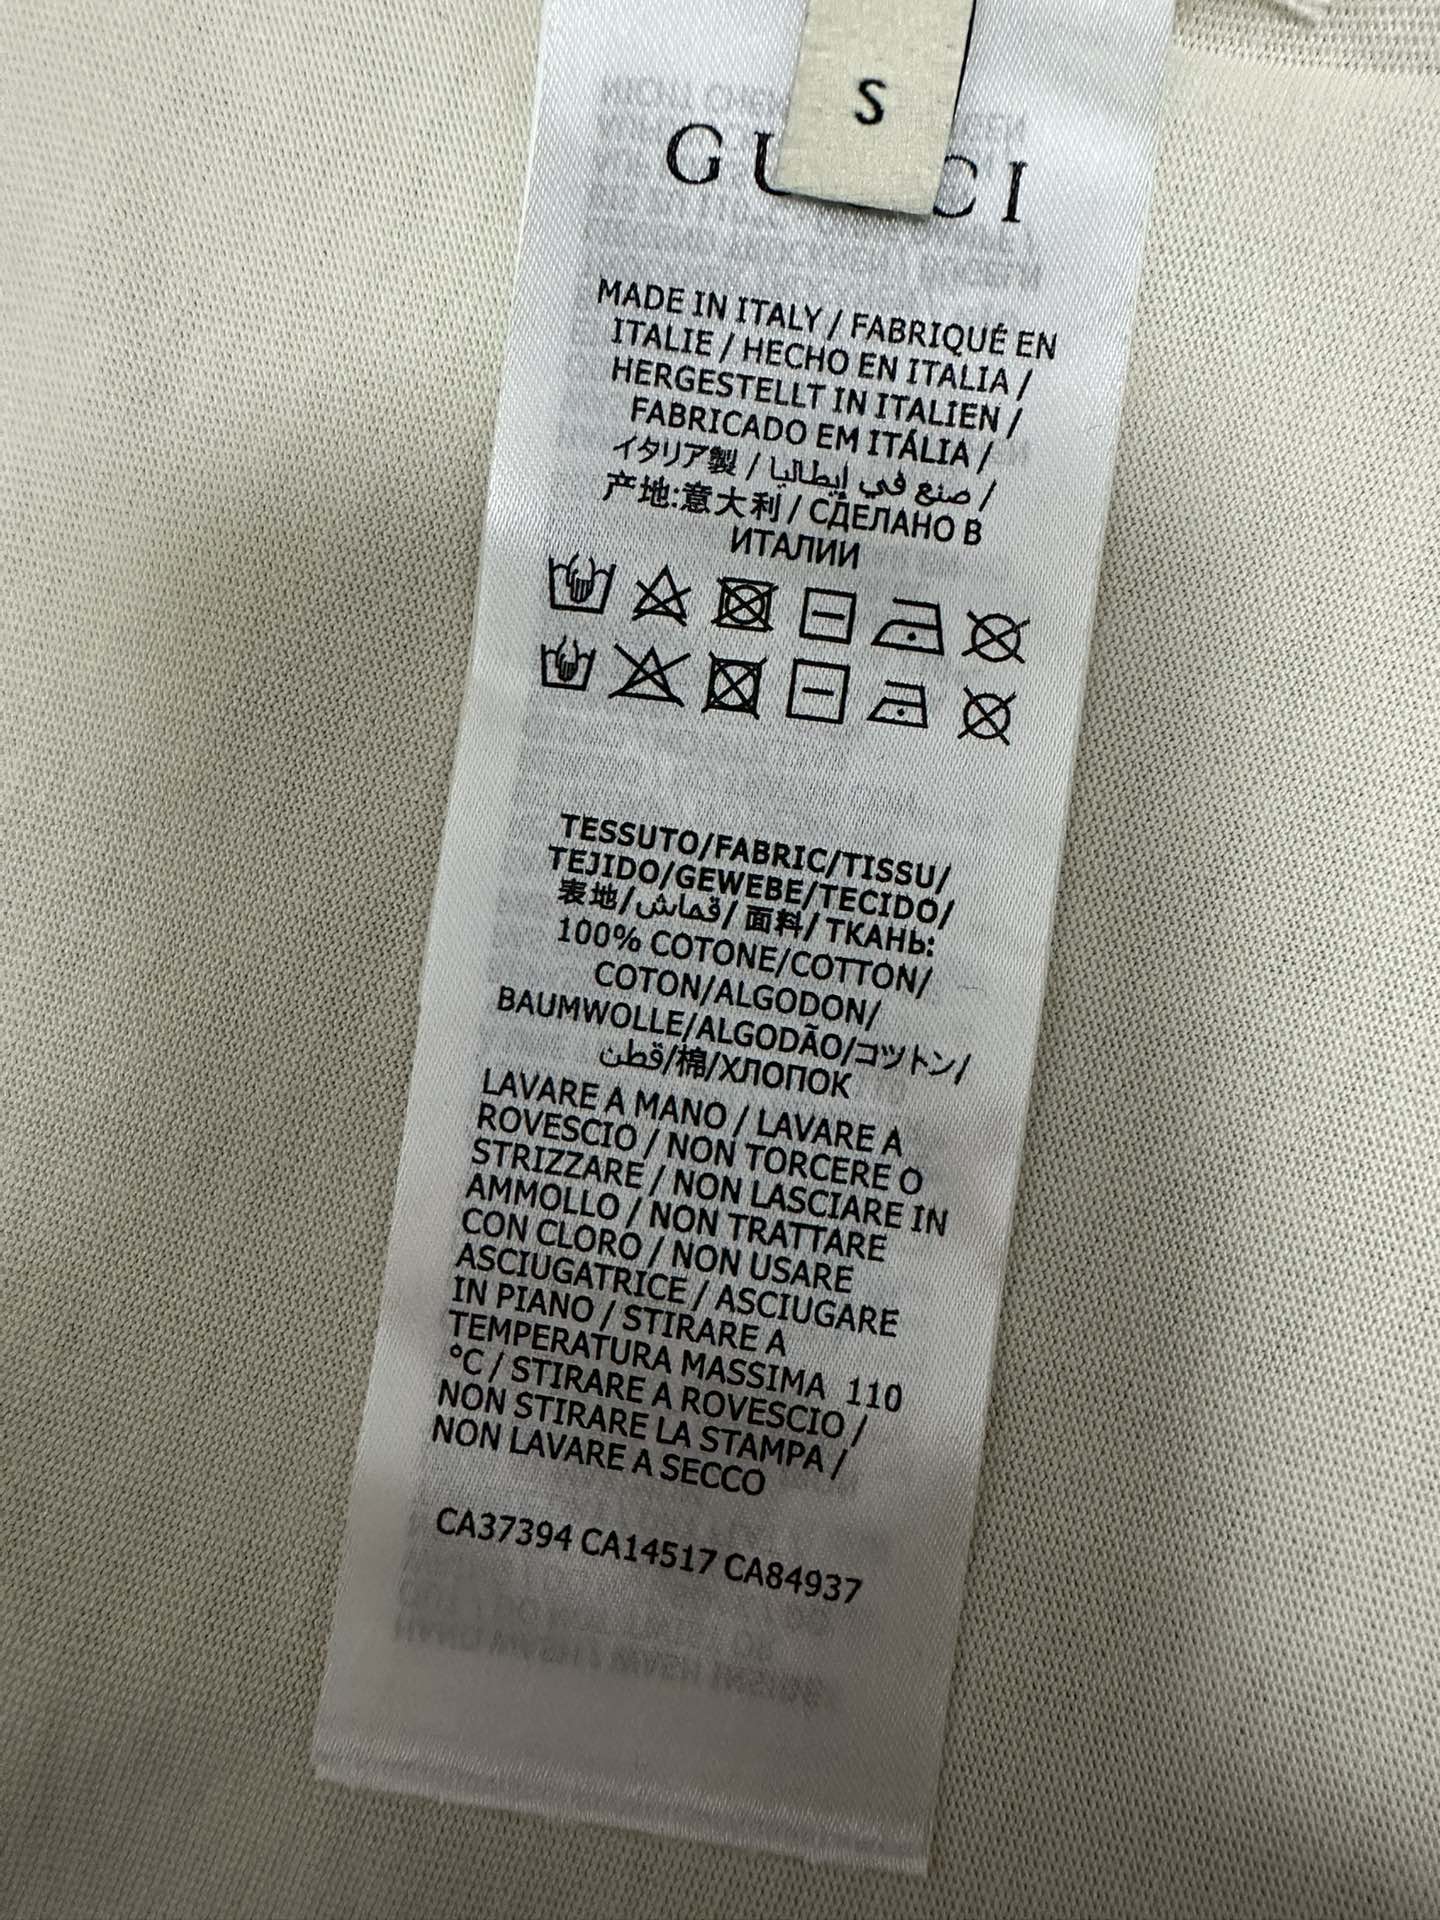 S
GUCCI
MADE IN ITALY / FABRIQUÉ EN
ITALIE / HECHO EN ITALIA /
HERGESTELLT IN ITALIEN /
FABRICADO EM ITÁLIA /
イタリア製 / صنع في إيطاليا /
产地:意大利 / СДЕЛАНО В
ИТАЛИИ
TESSUTO/FABRIC/TISSU/
TEJIDO/GEWEBE/TECIDO/
表地/قماش/面料/ТКАНЬ:
100% COTONE/COTTON/
COTON/ALGODON/
BAUMWOLLE/ALGODÃO/コットン/
قطن/棉/ХЛОПОК
LAVARE A MANO / LAVARE A
ROVESCIO / NON TORCERE O
STRIZZARE / NON LASCIARE IN
AMMOLLO / NON TRATTARE
CON CLORO / NON USARE
ASCIUGATRICE / ASCIUGARE
IN PIANO / STIRARE A
TEMPERATURA MASSIMA 110
°C / STIRARE A ROVESCIO /
NON STIRARE LA STAMPA /
NON LAVARE A SECCO
CA37394 CA14517 CA84937